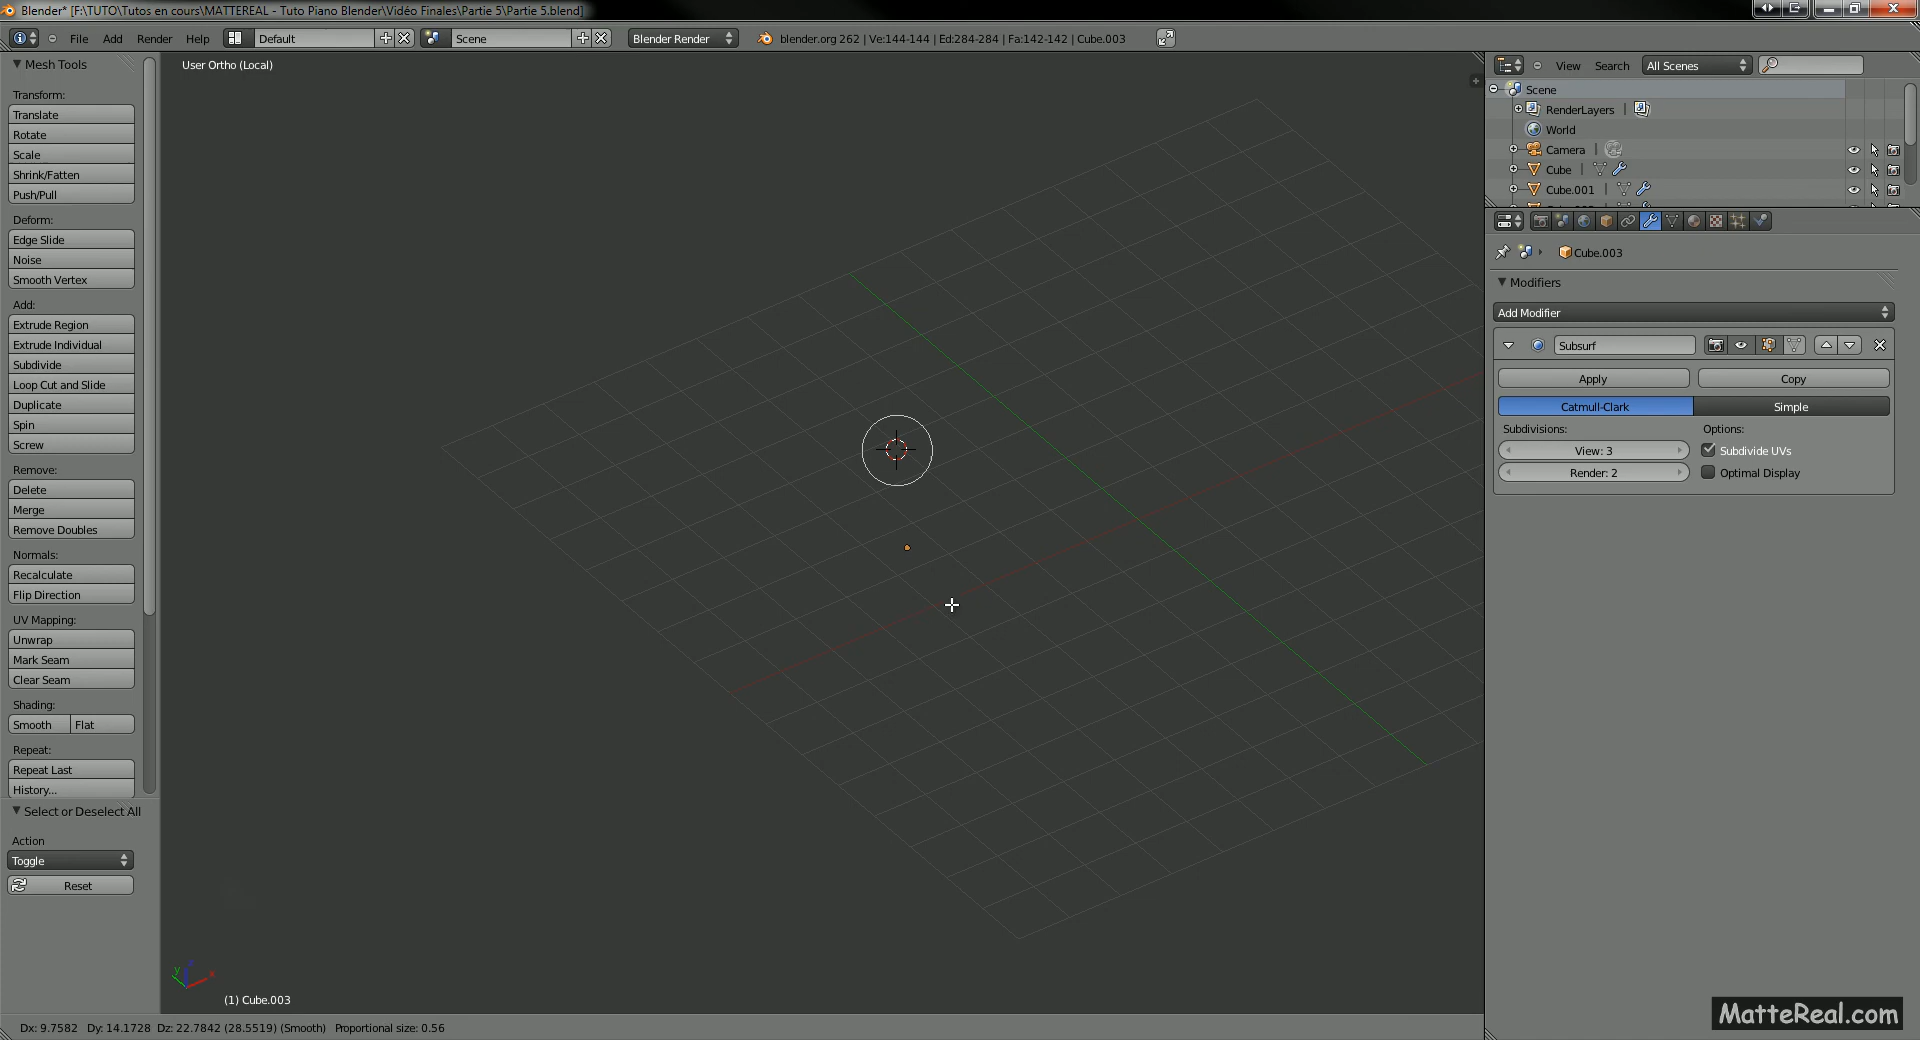 Blender* [F:\TUTO\Tutos en cours\MATTEREAL - Tuto Piano Blender\Vidéo Finales\Partie 5\Partie 5.blend]
File Add Render Help Default Scene Blender Render blender.org 262 | Ve:144-144 | Ed:284-284 | Fa:142-142 | Cube.003
Mesh Tools
Transform:
Translate
Rotate
Scale
Shrink/Fatten
Push/Pull
Deform:
Edge Slide
Noise
Smooth Vertex
Add:
Extrude Region
Extrude Individual
Subdivide
Loop Cut and Slide
Duplicate
Spin
Screw
Remove:
Delete
Merge
Remove Doubles
Normals:
Recalculate
Flip Direction
UV Mapping:
Unwrap
Mark Seam
Clear Seam
Shading:
Smooth Flat
Repeat:
Repeat Last
History...
Select or Deselect All
Action
Toggle
Reset
User Ortho (Local)
y
x
(1) Cube.003
Dx: 9.7582 Dy: 14.1728 Dz: 22.7842 (28.5519) (Smooth) Proportional size: 0.56
View Search All Scenes
Scene
RenderLayers |
World
Camera |
Cube |
Cube.001 |
Cube.003
Modifiers
Add Modifier
Subsurf
Apply Copy
Catmull-Clark Simple
Subdivisions: Options:
View: 3 Subdivide UVs
Render: 2 Optimal Display
MatteReal.com